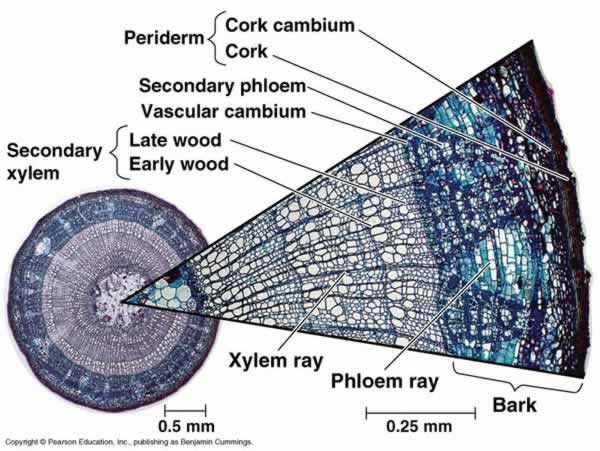 Periderm
Cork cambium
Cork
Secondary phloem
Vascular cambium
Secondary
xylem
Late wood
Early wood
Xylem ray
Phloem ray
Bark
0.5 mm
0.25 mm
Copyright © Pearson Education, Inc., publishing as Benjamin Cummings.